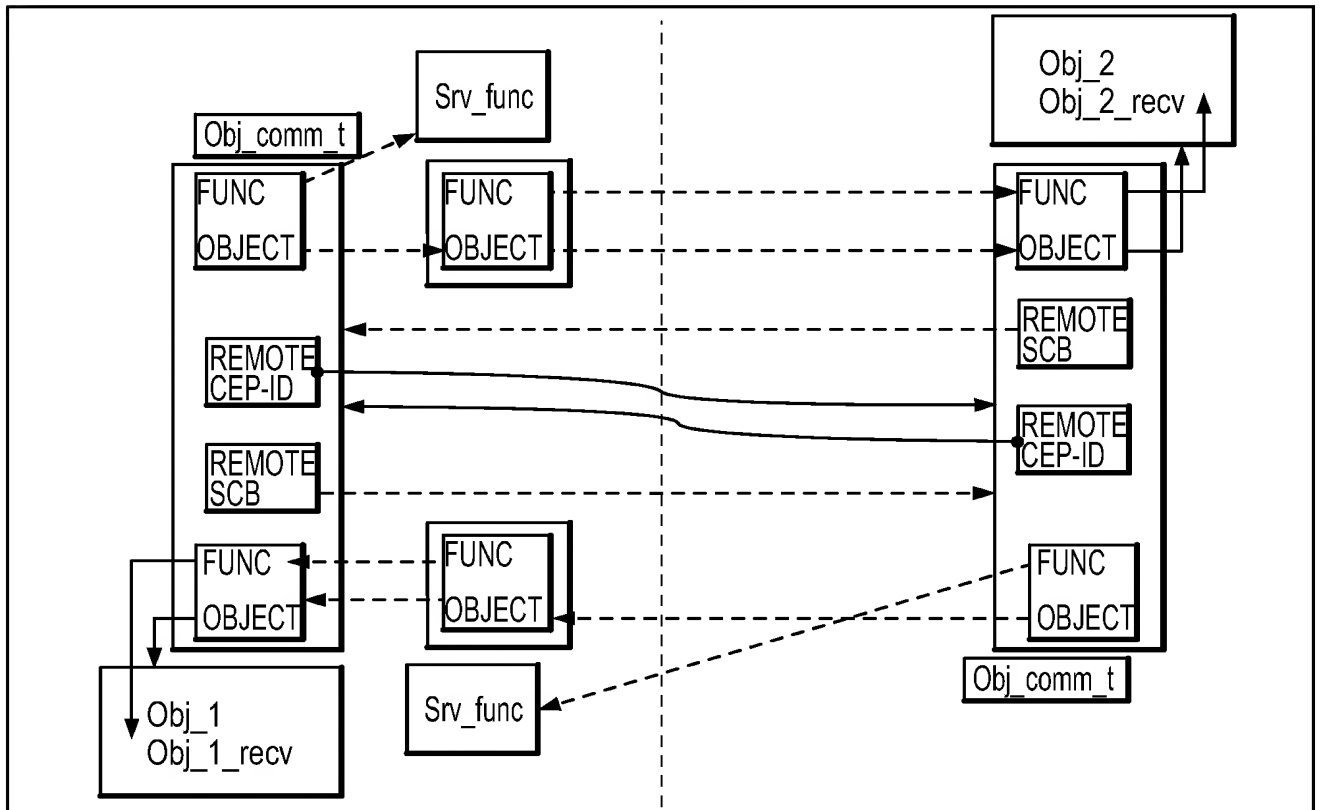 Obj_comm_t
FUNC
OBJECT
REMOTE
CEP-ID
REMOTE
SCB
FUNC
OBJECT
Obj_1
Obj_1_recv
Srv_func
FUNC
OBJECT
FUNC
OBJECT
Srv_func
Obj_2
Obj_2_recv
FUNC
OBJECT
REMOTE
SCB
REMOTE
CEP-ID
FUNC
OBJECT
Obj_comm_t